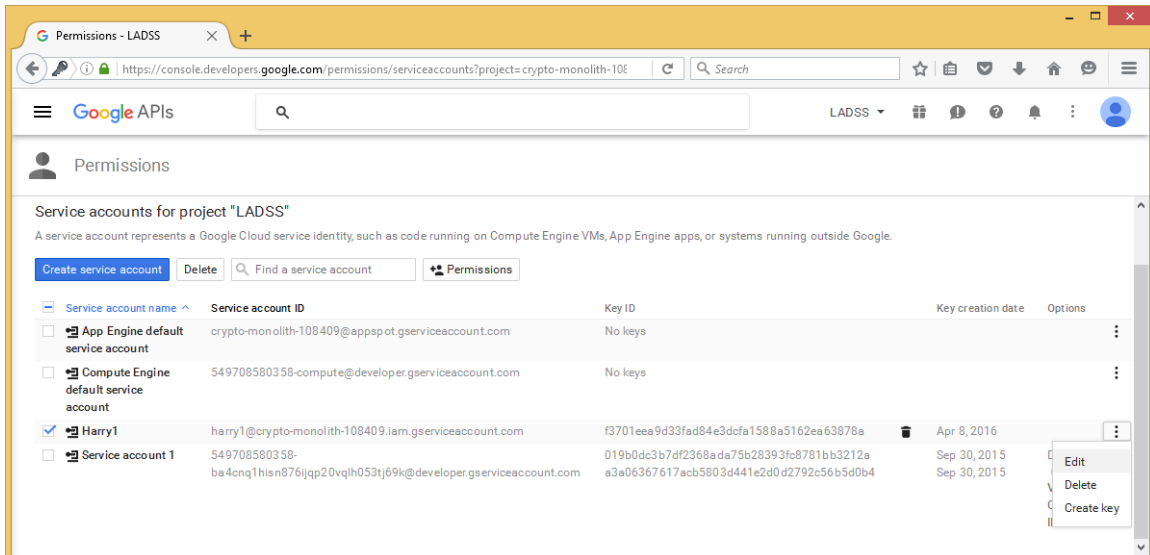 Permissions - LADSS
https://console.developers.google.com/permissions/serviceaccounts?project=crypto-monolith-108
Search
Google APIs
LADSS
Permissions
Service accounts for project "LADSS"
A service account represents a Google Cloud service identity, such as code running on Compute Engine VMs, App Engine apps, or systems running outside Google.
Create service account Delete Find a service account Permissions
Service account name Service account ID Key ID Key creation date Options
App Engine default crypto-monolith-108409@appspot.gserviceaccount.com No keys
service account
Compute Engine 549708580358-compute@developer.gserviceaccount.com No keys
default service
account
Harry1 harry1@crypto-monolith-108409.iam.gserviceaccount.com f3701eea9d33fad84e3dcfa1588a5162ea63878a Apr 8, 2016
Service account 1 549708580358- 019b0dc3b7df2368ada75b28393fc8781bb3212a Sep 30, 2015
ba4cnq1hisn876ijqp20vqlh053tj69k@developer.gserviceaccount.com a3a06367617acb5803d441e2d0d2792c56b5d0b4 Sep 30, 2015
Edit
Delete
Create key